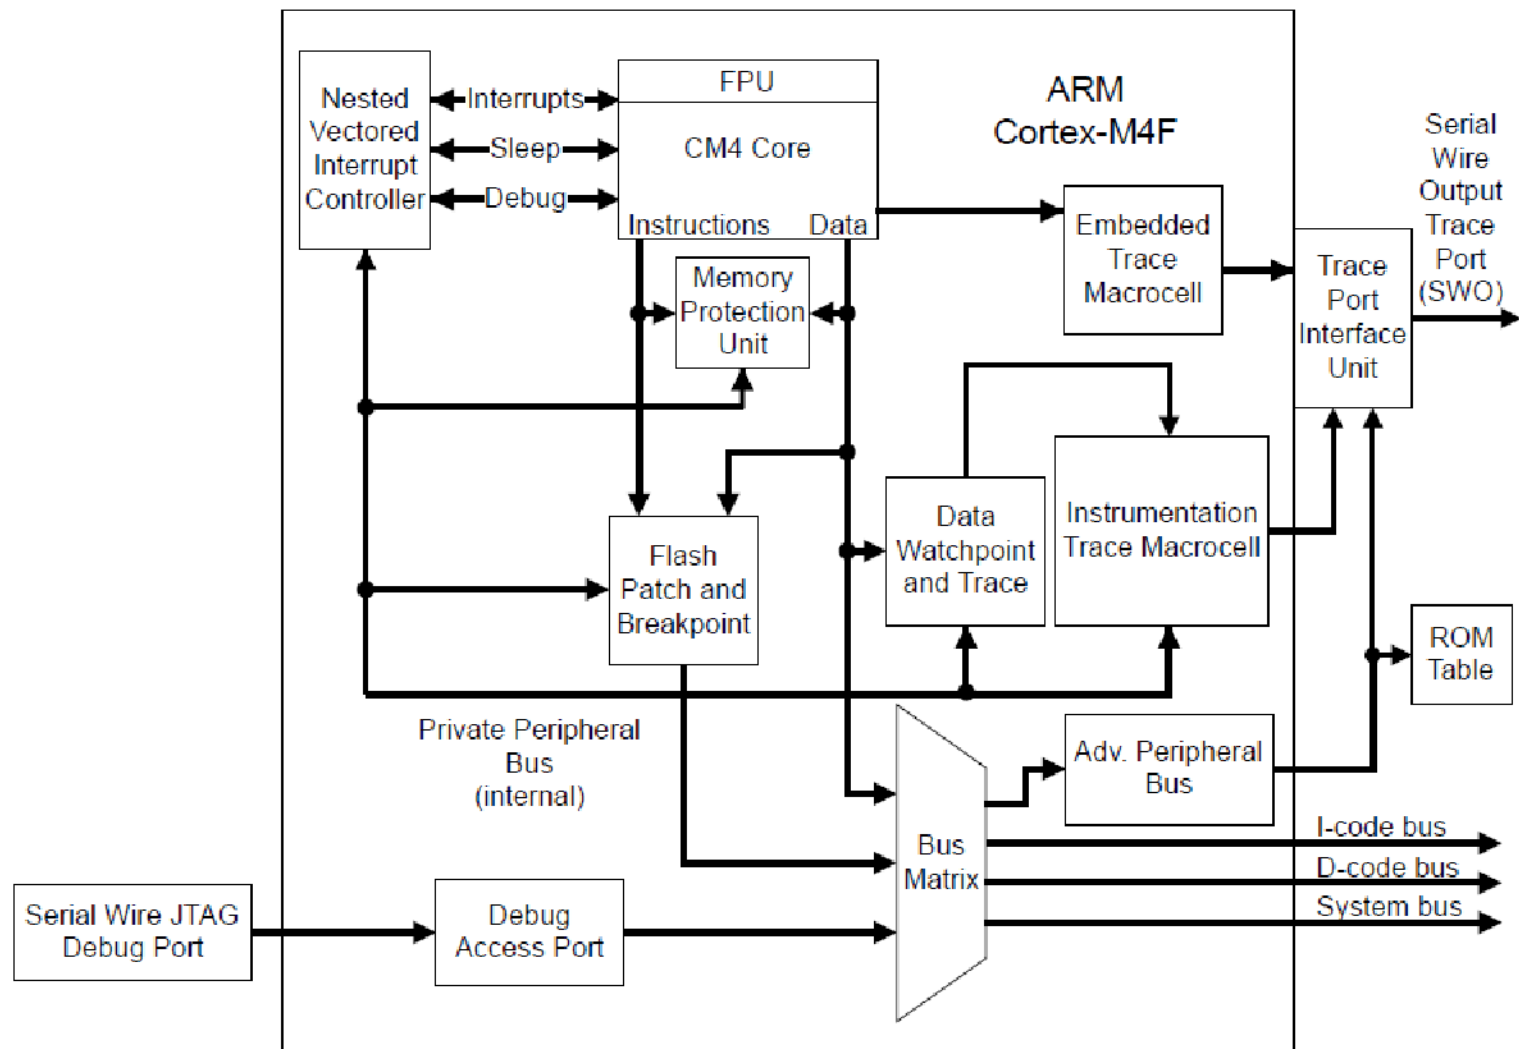 Nested
Vectored
Interrupt
Controller
Interrupts
Sleep
Debug
FPU
CM4 Core
Instructions
Data
ARM
Cortex-M4F
Serial
Wire
Output
Trace
Port
(SWO)
Embedded
Trace
Macrocell
Trace
Port
Interface
Unit
Memory
Protection
Unit
Flash
Patch and
Breakpoint
Data
Watchpoint
and Trace
Instrumentation
Trace Macrocell
ROM
Table
Private Peripheral
Bus
(internal)
Adv. Peripheral
Bus
Bus
Matrix
I-code bus
D-code bus
System bus
Serial Wire JTAG
Debug Port
Debug
Access Port